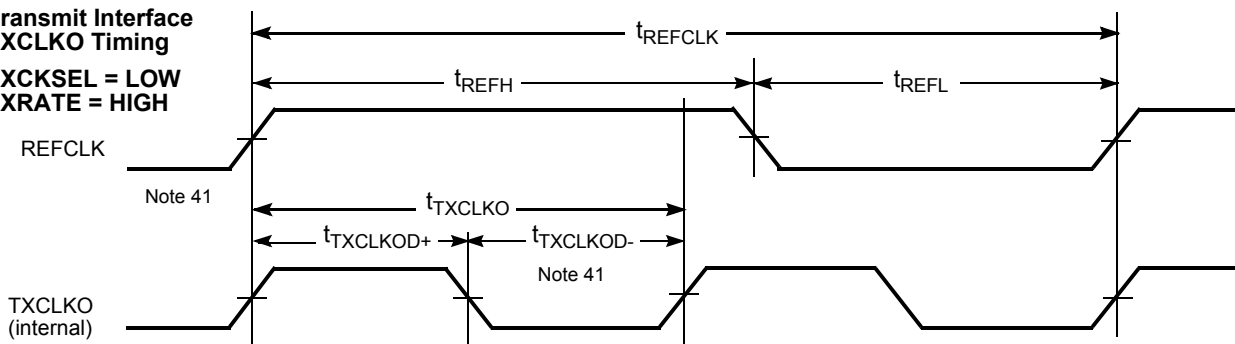 ransmit Interface
XCLKO Timing
XCKSEL = LOW
XRATE = HIGH
tREFCLK
tREFH
tREFL
REFCLK
Note 41
tTXCLKO
tTXCLKOD+
tTXCLKOD-
Note 41
TXCLKO
(internal)